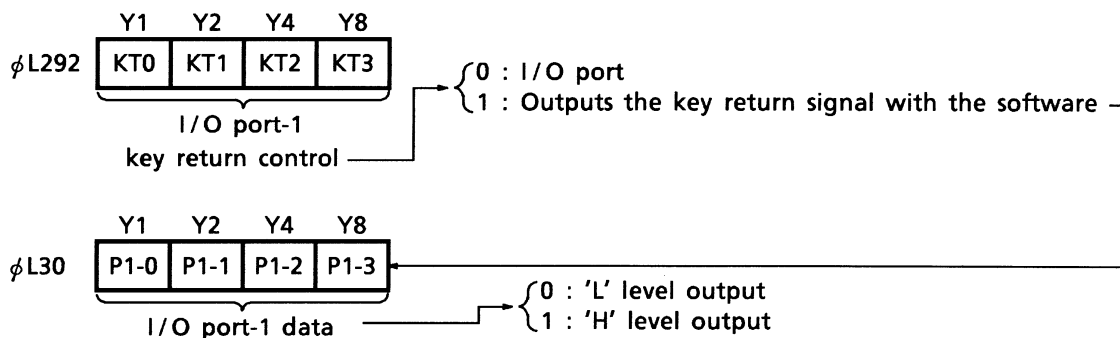 Y1 Y2 Y4 Y8
ϕL292 KT0 KT1 KT2 KT3
0 : I/O port
1 : Outputs the key return signal with the software
I/O port-1
key return control
Y1 Y2 Y4 Y8
ϕL30 P1-0 P1-1 P1-2 P1-3
0 : 'L' level output
1 : 'H' level output
I/O port-1 data